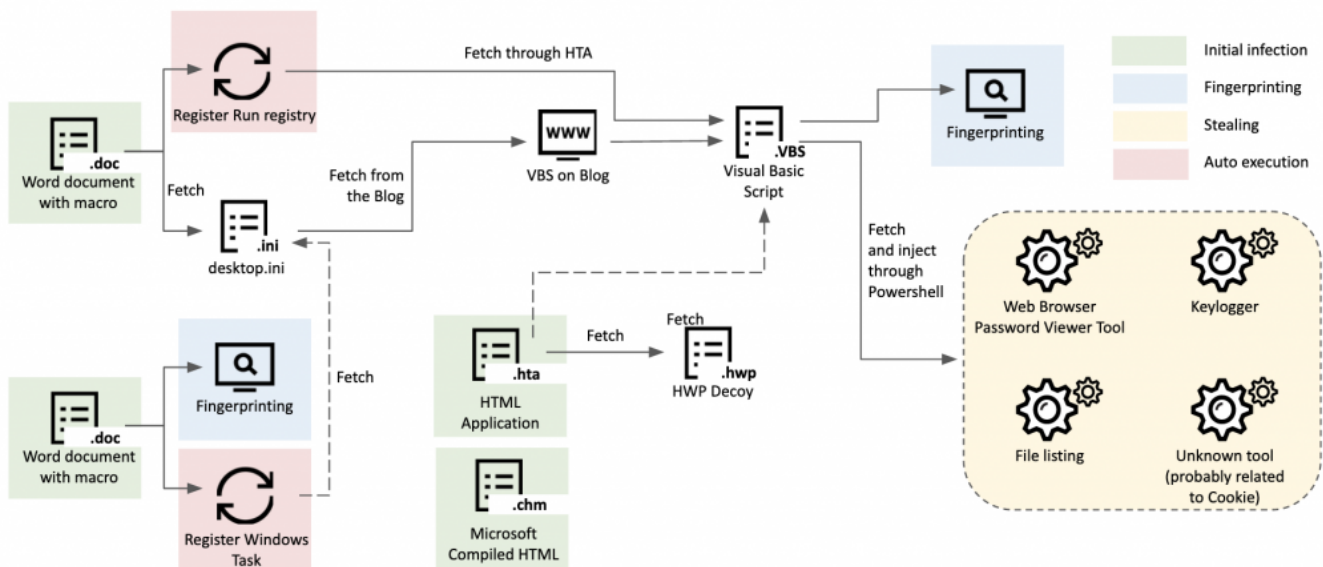 Register Run registry
Fetch through HTA
.doc
Word document
with macro
Fetch
.ini
desktop.ini
Fetch from
the Blog
WWW
VBS on Blog
.VBS
Visual Basic
Script
Fingerprinting
Initial infection
Fingerprinting
Stealing
Auto execution
Fetch
and inject
through
Powershell
Web Browser
Password Viewer Tool
Keylogger
File listing
Unknown tool
(probably related
to Cookie)
.doc
Word document
with macro
Fingerprinting
Register Windows
Task
Fetch
.hta
HTML
Application
Fetch
Fetch
.hwp
HWP Decoy
.chm
Microsoft
Compiled HTML